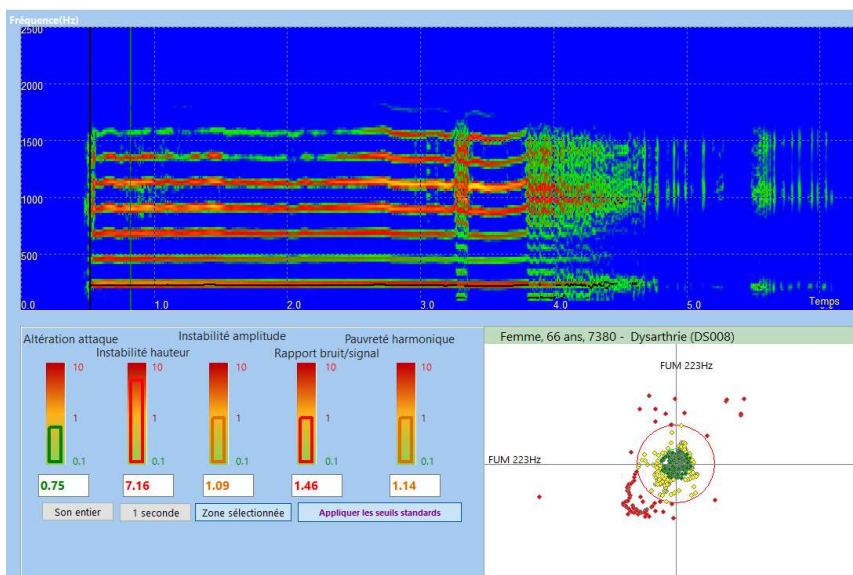 Fréquence(Hz)
2500
2000
1500
1000
500
0.0 1.0 2.0 3.0 4.0 5.0
Temps
Altération attaque
Instabilité hauteur
Instabilité amplitude
Rapport bruit/signal
Pauvreté harmonique
10 10 10 10 10
1 1 1 1 1
0.1 0.1 0.1 0.1 0.1
0.75 7.16 1.09 1.46 1.14
Son entier 1 seconde Zone sélectionnée Appliquer les seuils standards
Femme, 66 ans, 7380 - Dysarthrie (DS008)
FUM 223Hz
FUM 223Hz